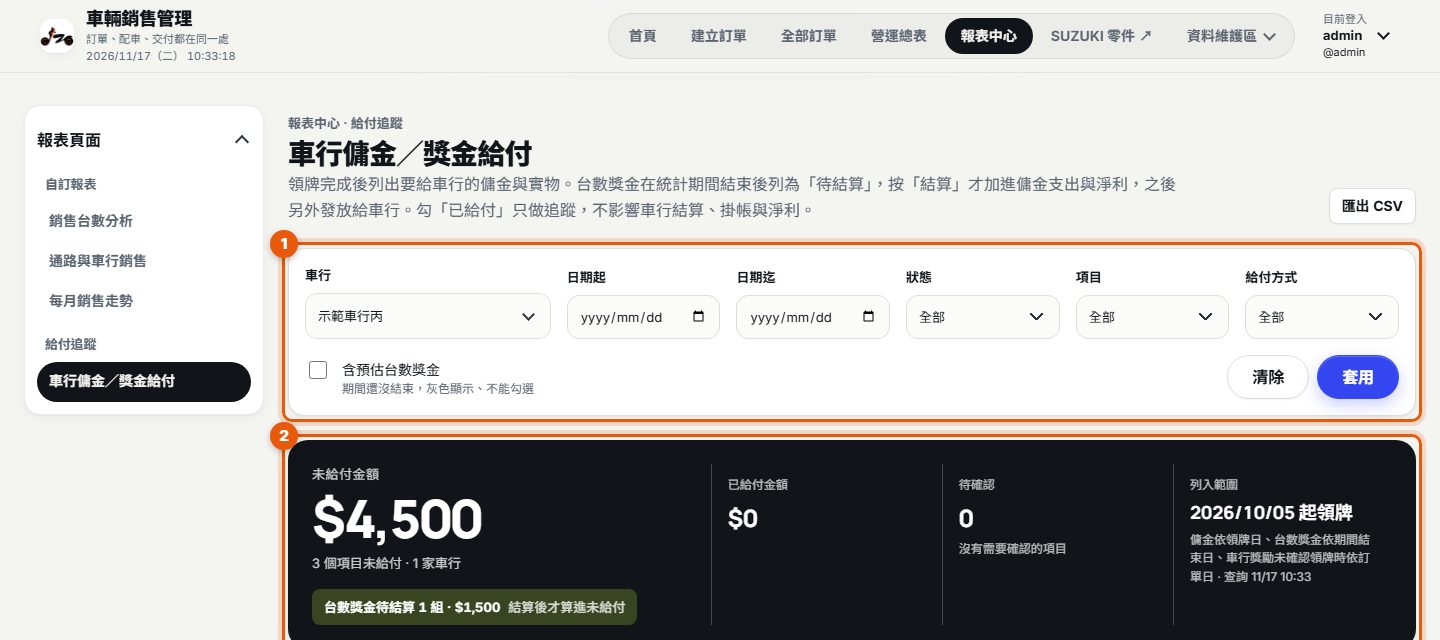 車輛銷售管理
訂單、配車、交付都在同一處
2026/11/17（二） 10:33:18
首頁
建立訂單
全部訂單
營運總表
報表中心
SUZUKI 零件 ↗
資料維護區
目前登入
admin
@admin
報表頁面
自訂報表
銷售台數分析
通路與車行銷售
每月銷售走勢
給付追蹤
車行傭金／獎金給付
報表中心 · 給付追蹤
車行傭金／獎金給付
領牌完成後列出要給車行的傭金與實物。台數獎金在統計期間結束後列為「待結算」，按「結算」才加進傭金支出與淨利，之後
另外發放給車行。勾「已給付」只做追蹤，不影響車行結算、掛帳與淨利。
匯出 CSV
1
車行
日期起
日期迄
狀態
項目
給付方式
示範車行丙
yyyy/mm/dd
yyyy/mm/dd
全部
全部
全部
含預估台數獎金
期間還沒結束，灰色顯示、不能勾選
清除
套用
2
未給付金額
$4,500
3 個項目未給付 · 1 家車行
台數獎金待結算 1 組 · $1,500 結算後才算進未給付
已給付金額
$0
待確認
0
沒有需要確認的項目
列入範圍
2026/10/05 起領牌
傭金依領牌日、台數獎金依期間結
束日、車行獎勵未確認領牌時依訂
單日 · 查詢 11/17 10:33